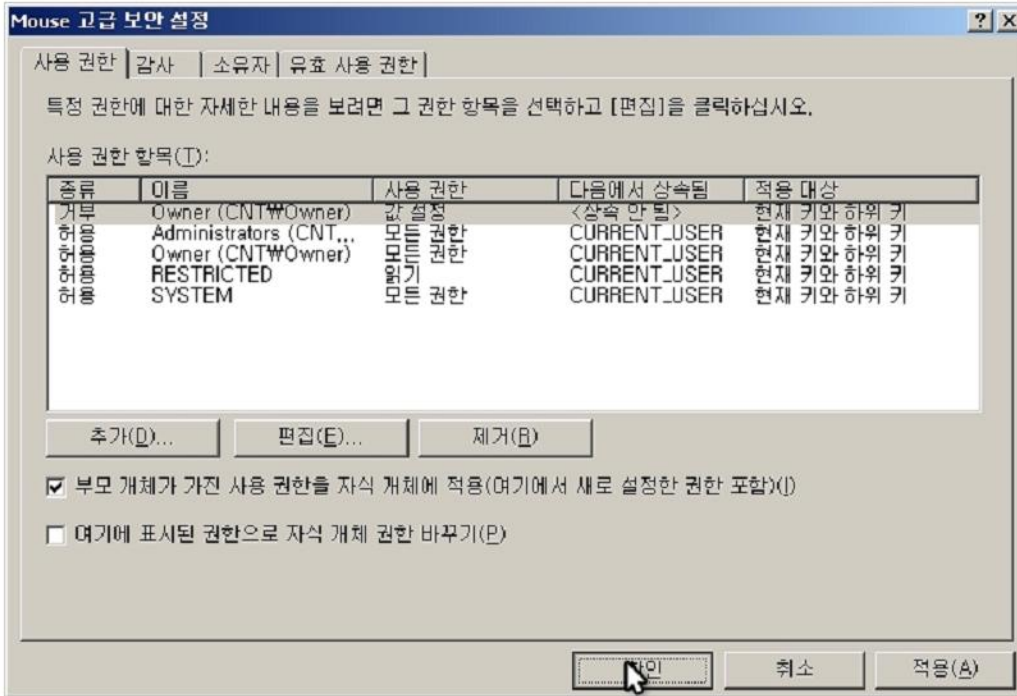 Mouse 고급 보안 설정
사용 권한 감사 소유자 유효 사용 권한
특정 권한에 대한 자세한 내용을 보려면 그 권한 항목을 선택하고 [편집]을 클릭하십시오.
사용 권한 항목(T):
종류 이름 사용 권한 다음에서 상속됨 적용 대상
거부 Owner (CNT₩Owner) 값 설정 <상속 안 됨> 현재 키와 하위 키
허용 Administrators (CNT... 모든 권한 CURRENT_USER 현재 키와 하위 키
허용 Owner (CNT₩Owner) 모든 권한 CURRENT_USER 현재 키와 하위 키
허용 RESTRICTED 읽기 CURRENT_USER 현재 키와 하위 키
허용 SYSTEM 모든 권한 CURRENT_USER 현재 키와 하위 키
추가(D)... 편집(E)... 제거(R)
부모 개체가 가진 사용 권한을 자식 개체에 적용(여기에서 새로 설정한 권한 포함)(I)
여기에 표시된 권한으로 자식 개체 권한 바꾸기(P)
확인 취소 적용(A)